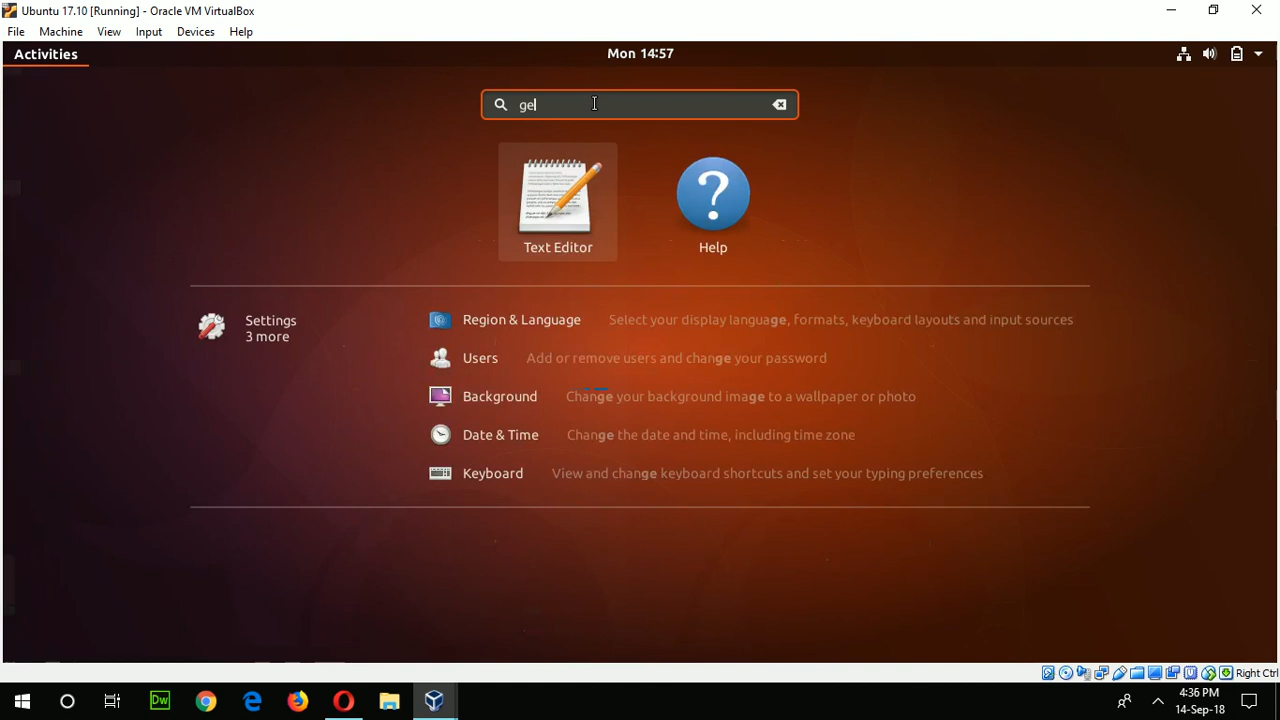 Ubuntu 17.10 [Running] - Oracle VM VirtualBox
File Machine View Input Devices Help
Activities
Mon 14:57
ge
Text Editor
Help
Settings
3 more
Region & Language Select your display language, formats, keyboard layouts and input sources
Users Add or remove users and change your password
Background Change your background image to a wallpaper or photo
Date & Time Change the date and time, including time zone
Keyboard View and change keyboard shortcuts and set your typing preferences
Right Ctrl
Dw
4:36 PM
14-Sep-18